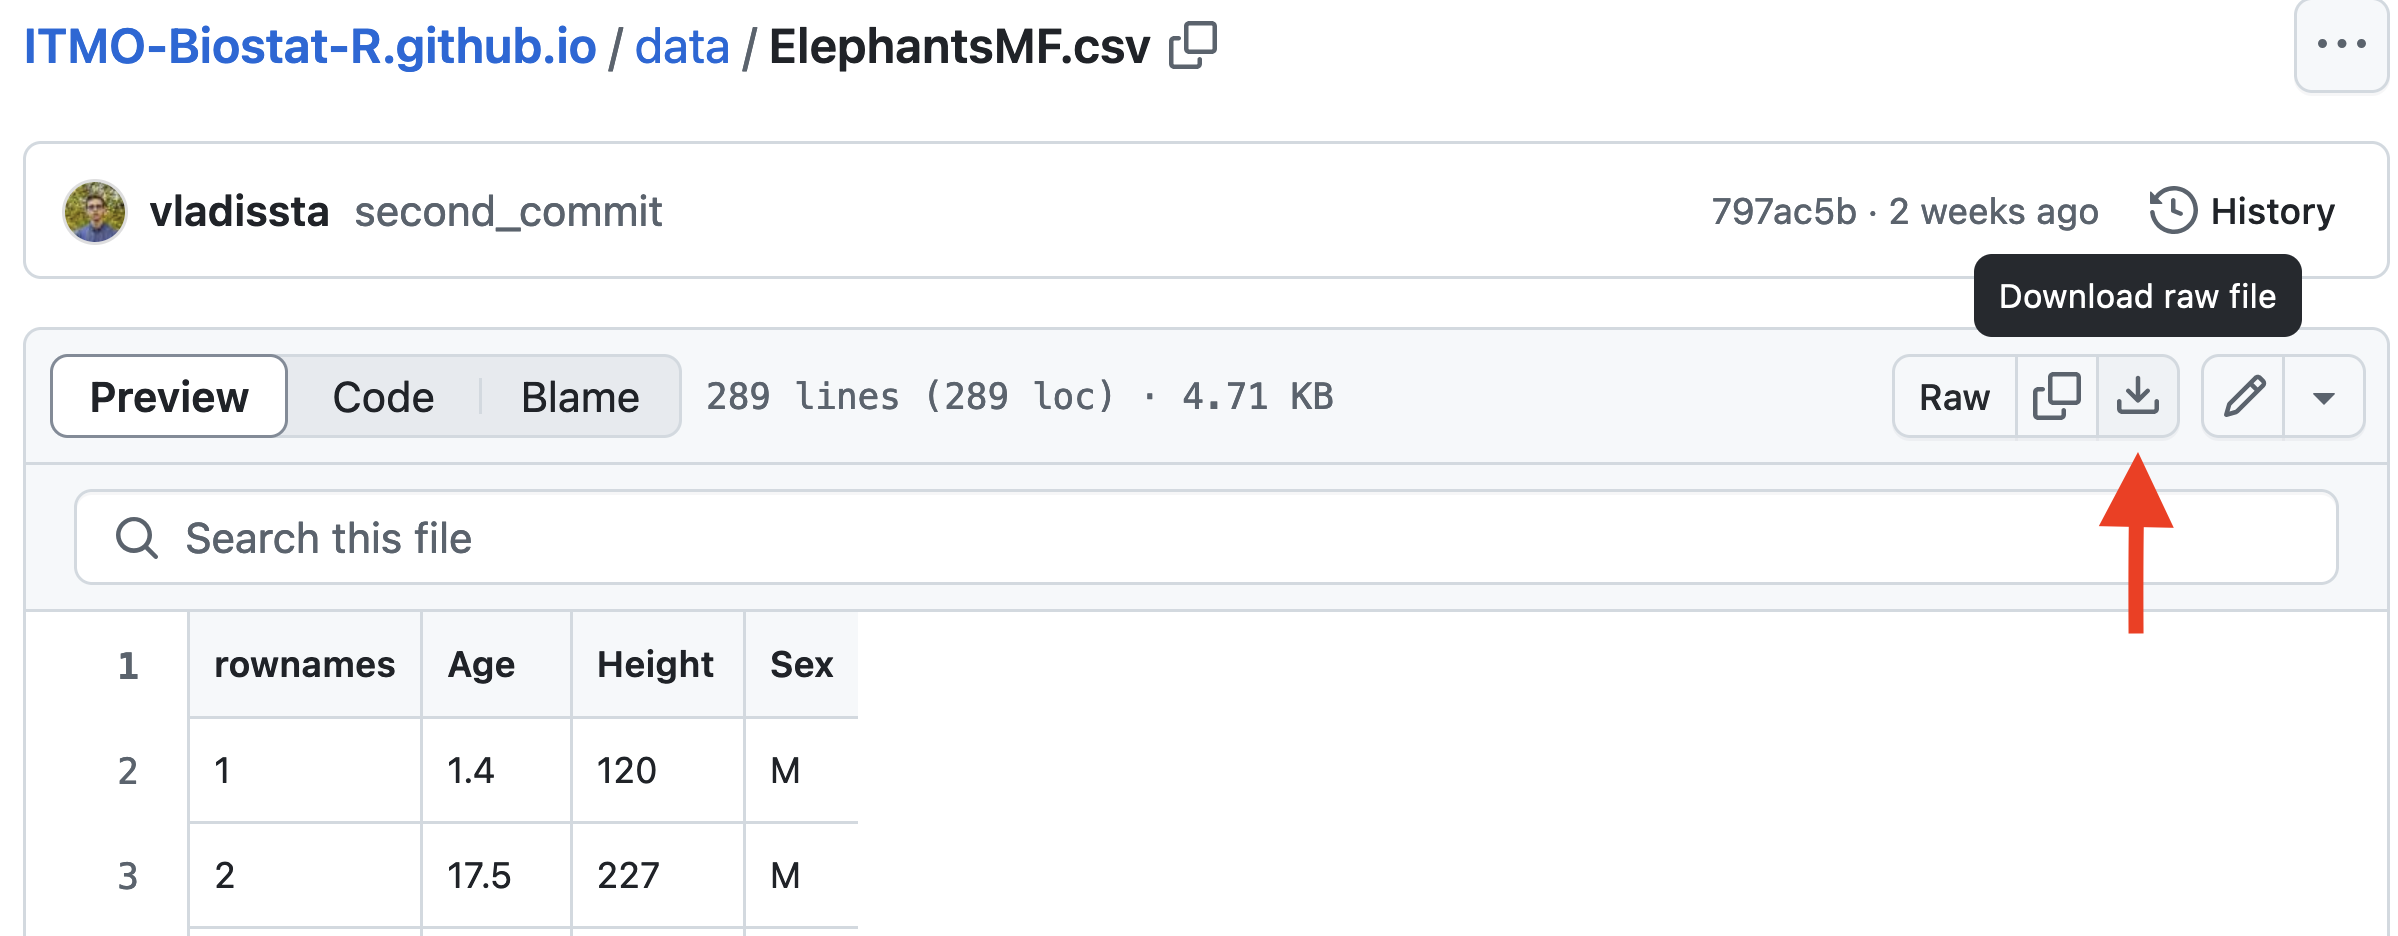 ITMO-Biostat-R.github.io / data / ElephantsMF.csv
vladissta second_commit 797ac5b · 2 weeks ago History
Download raw file
Preview Code Blame 289 lines (289 loc) · 4.71 KB Raw
Search this file
1 rownames Age Height Sex
2 1 1.4 120 M
3 2 17.5 227 M